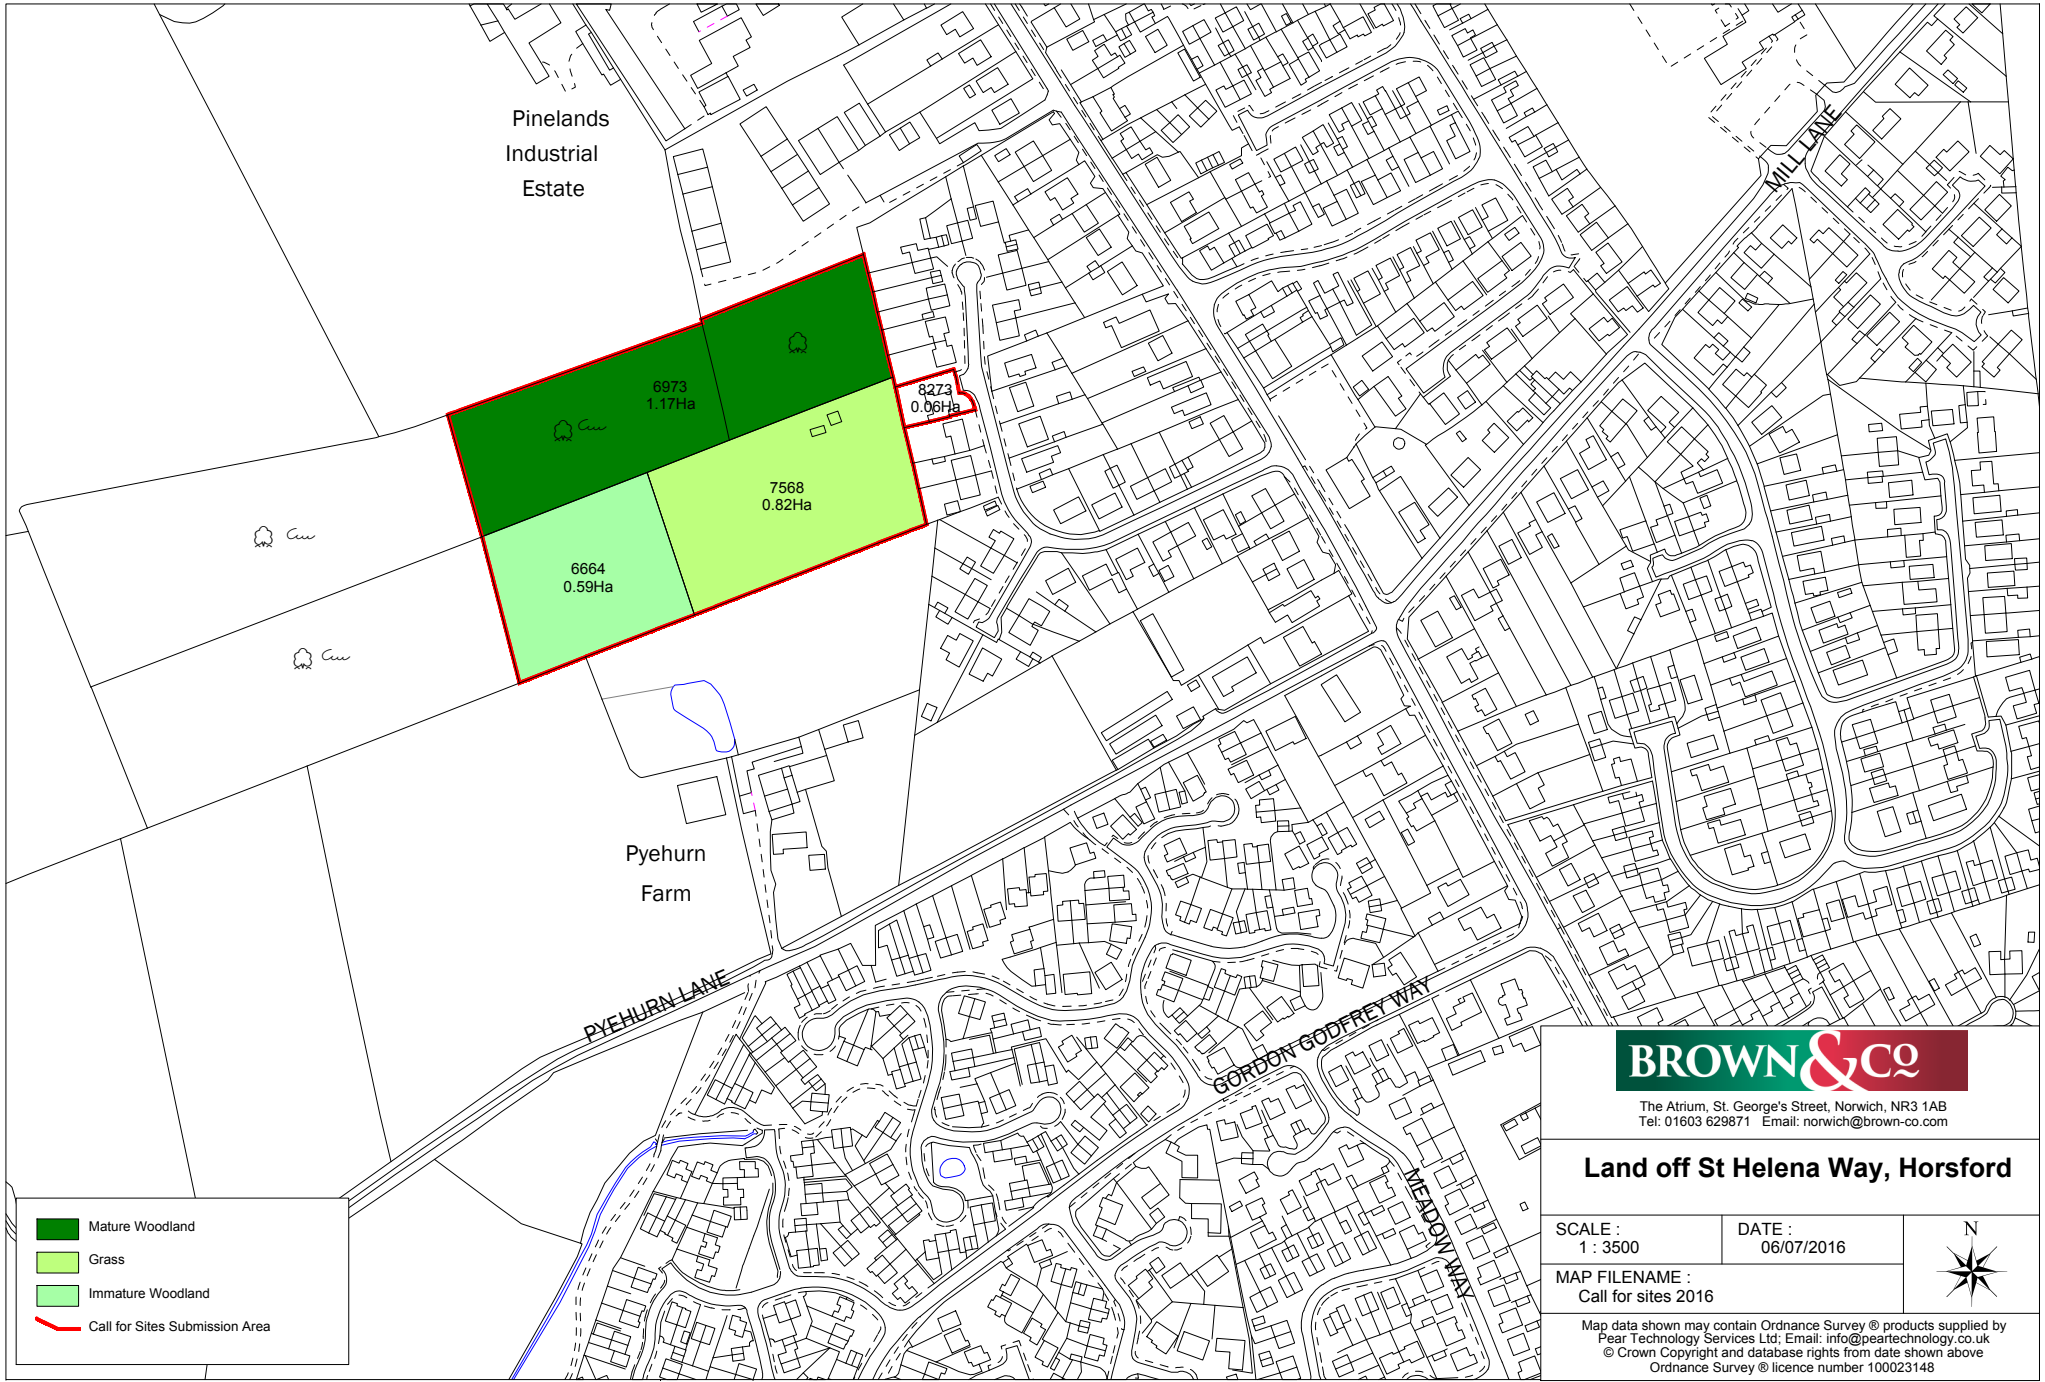 Pinelands
Industrial
Estate
MILL LANE
6973
1.17Ha
8273
0.06Ha
7568
0.82Ha
6664
0.59Ha
Pyehurn
Farm
PYEHURN LANE
GORDON GODFREY WAY
MEADOW WAY
Mature Woodland
Grass
Immature Woodland
Call for Sites Submission Area
BROWN&CO
The Atrium, St. George's Street, Norwich, NR3 1AB
Tel: 01603 629871 Email: norwich@brown-co.com
Land off St Helena Way, Horsford
SCALE :
1 : 3500
DATE :
06/07/2016
N
MAP FILENAME :
Call for sites 2016
Map data shown may contain Ordnance Survey ® products supplied by
Pear Technology Services Ltd; Email: info@peartechnology.co.uk
© Crown Copyright and database rights from date shown above
Ordnance Survey ® licence number 100023148